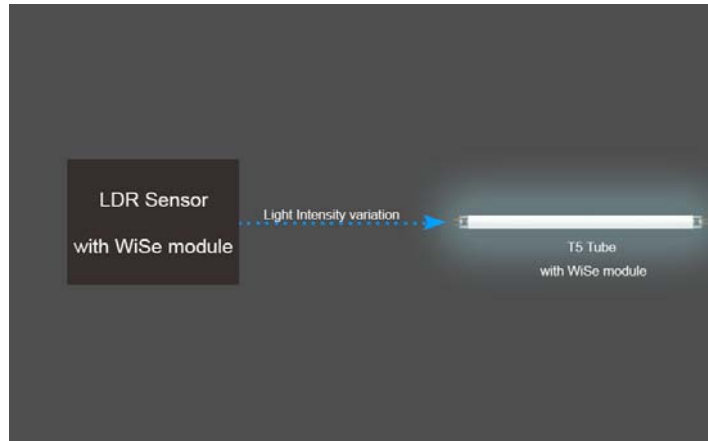 LDR Sensor
with WiSe module
Light Intensity variation
T5 Tube
with WiSe module